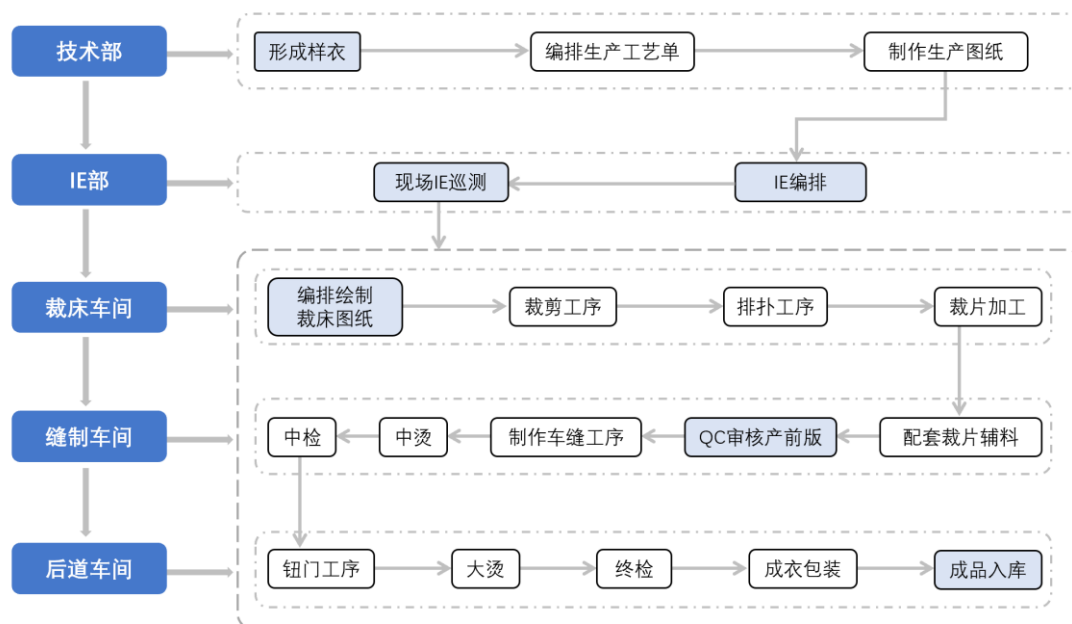 技术部
形成样衣
编排生产工艺单
制作生产图纸
IE部
现场IE巡测
IE编排
裁床车间
编排绘制
裁床图纸
裁剪工序
排扑工序
裁片加工
缝制车间
中检
中烫
制作车缝工序
QC审核产前版
配套裁片辅料
后道车间
钮门工序
大烫
终检
成衣包装
成品入库